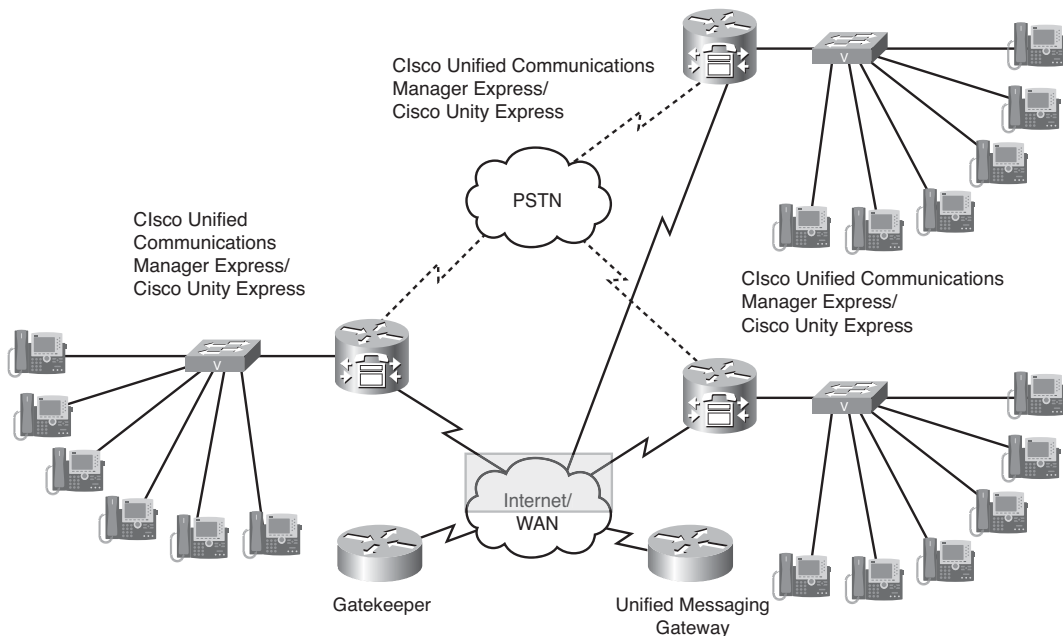 CIsco Unified Communications
Manager Express/
Cisco Unity Express
V
PSTN
CIsco Unified
Communications
Manager Express/
Cisco Unity Express
CIsco Unified Communications
Manager Express/
Cisco Unity Express
V
V
Internet/
WAN
Gatekeeper
Unified Messaging
Gateway